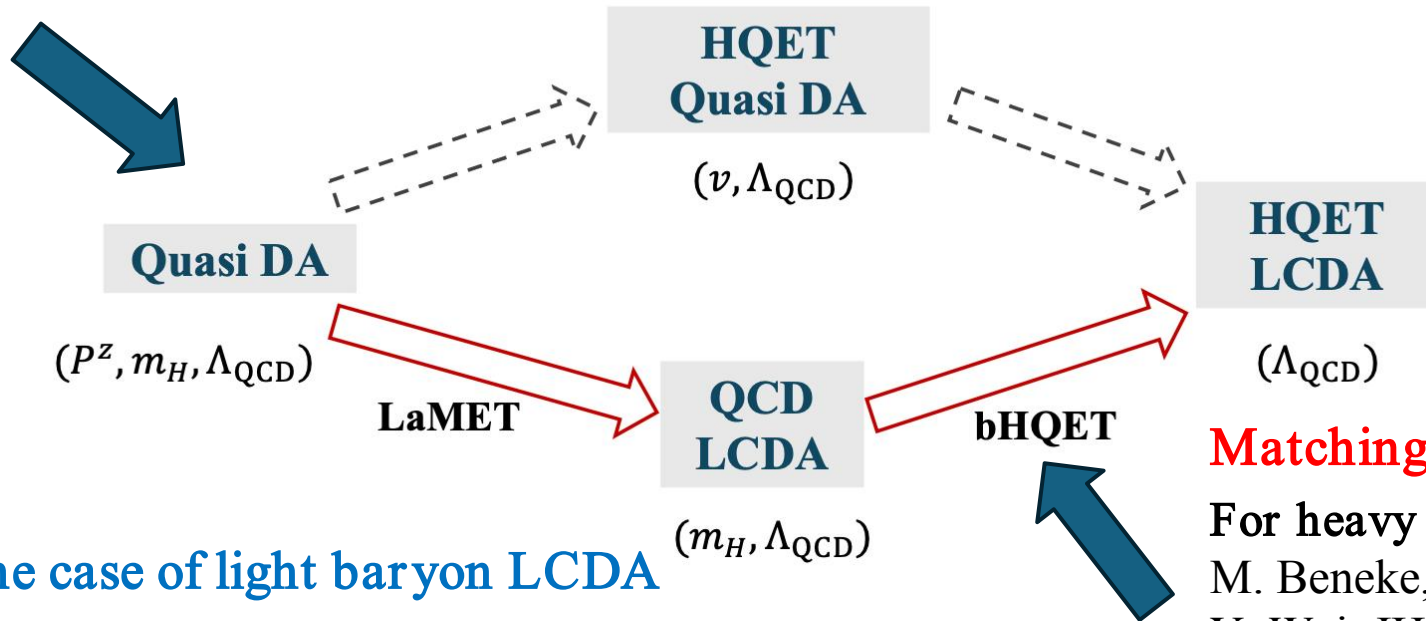 HQET
Quasi DA
(v, Λ_QCD)
Quasi DA
(P^z, m_H, Λ_QCD)
HQET
LCDA
(Λ_QCD)
LaMET
QCD
LCDA
(m_H, Λ_QCD)
bHQET
Matching
For heavy
M. Beneke,
case of light baryon LCDA